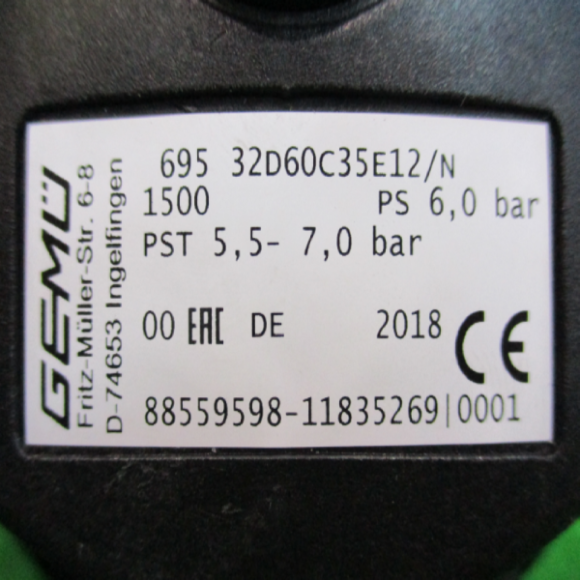 GEMÜ
Fritz-Müller-Str. 6-8
D-74653 Ingelfingen
695 32D60C35E12/N
1500 PS 6,0 bar
PST 5,5- 7,0 bar
00 EAC DE 2018 CE
88559598-11835269|0001